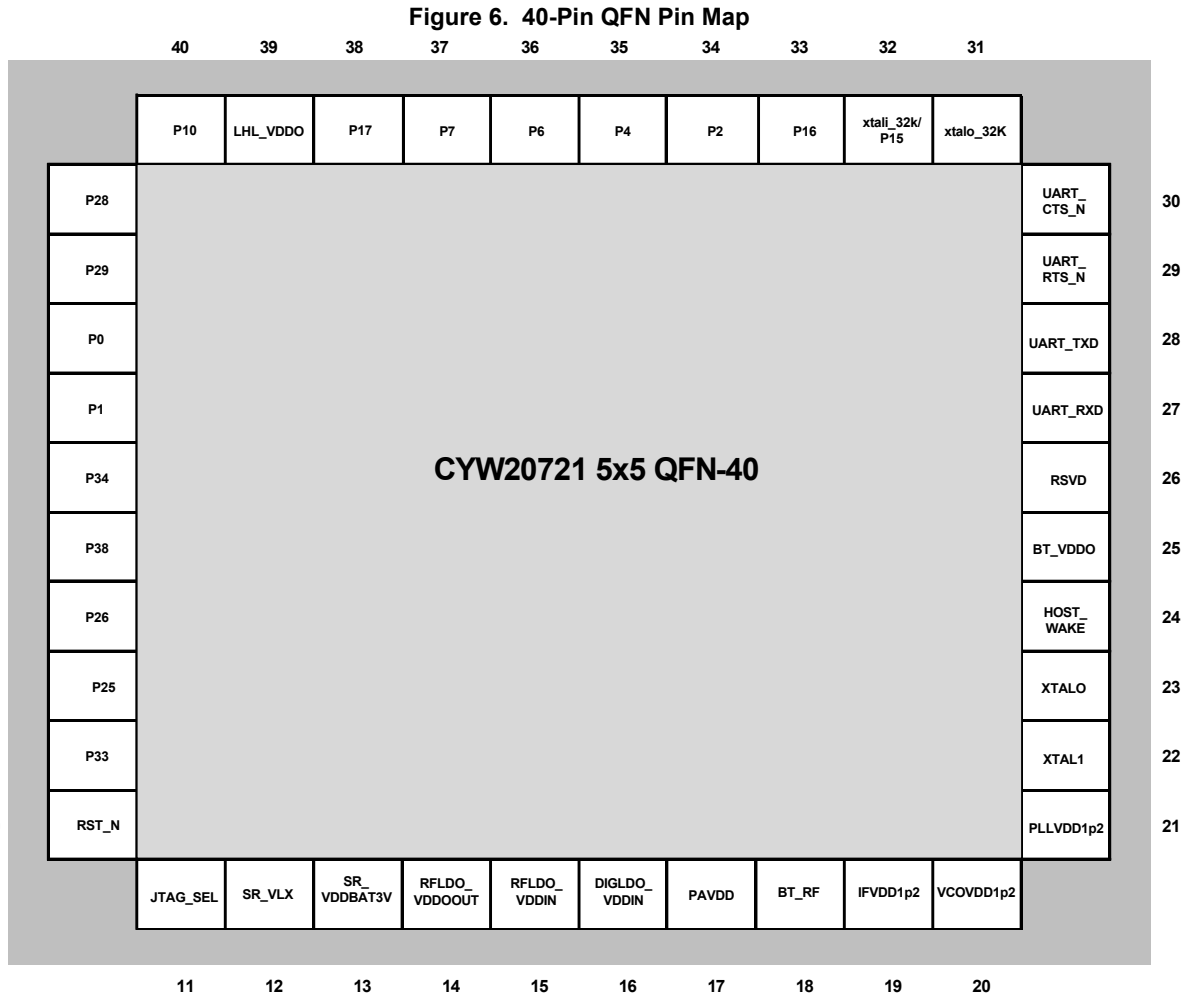 Figure 6. 40-Pin QFN Pin Map
40 39 38 37 36 35 34 33 32 31
P10 LHL_VDDO P17 P7 P6 P4 P2 P16 xtali_32k/ xtalo_32K
P15
P28
P29
P0
P1
P34
P38
P26
P25
P33
RST_N
CYW20721 5x5 QFN-40
UART_
CTS_N 30
UART_
RTS_N 29
UART_TXD 28
UART_RXD 27
RSVD 26
BT_VDDO 25
HOST_
WAKE 24
XTALO 23
XTAL1 22
PLLVDD1p2 21
JTAG_SEL SR_VLX SR_ RFLDO_ RFLDO_ DIGLDO_ PAVDD BT_RF IFVDD1p2 VCOVDD1p2
VDDBAT3V VDDOOUT VDDIN VDDIN
11 12 13 14 15 16 17 18 19 20